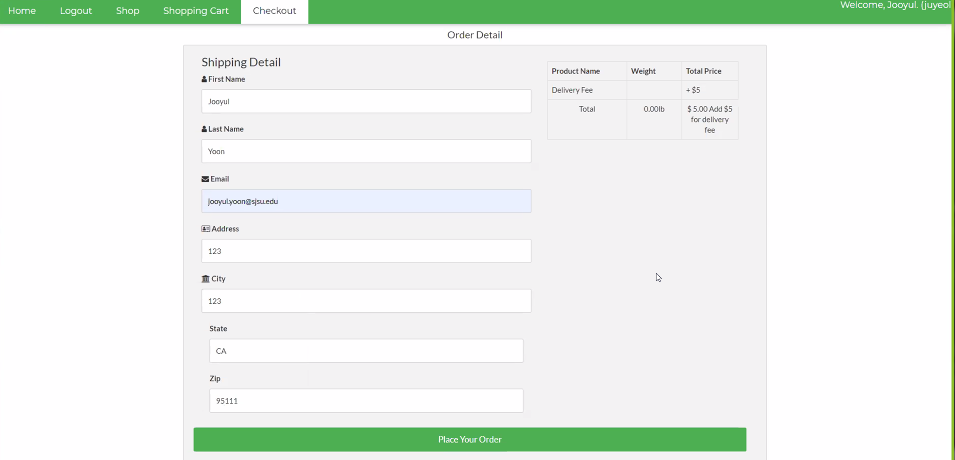 Home Logout Shop Shopping Cart Checkout Welcome, Jooyul. (juyeol
Order Detail
Shipping Detail
First Name
Jooyul
Last Name
Yoon
Email
jooyul.yoon@sjsu.edu
Address
123
City
123
State
CA
Zip
95111
Product Name Weight Total Price
Delivery Fee + $5
Total 0.00lb $ 5.00 Add $5
for delivery
fee
Place Your Order